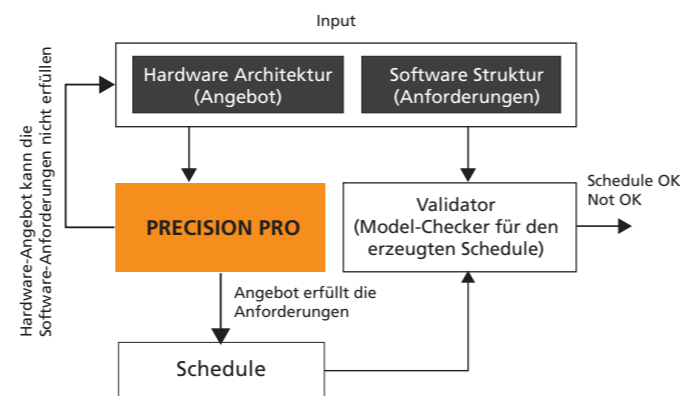 Input
Hardware Architektur
(Angebot)
Software Struktur
(Anforderungen)
Hardware-Angebot kann die
Software-Anforderungen nicht erfüllen
PRECISION PRO
Validator
(Model-Checker für den
erzeugten Schedule)
Schedule OK
Not OK
Angebot erfüllt die
Anforderungen
Schedule